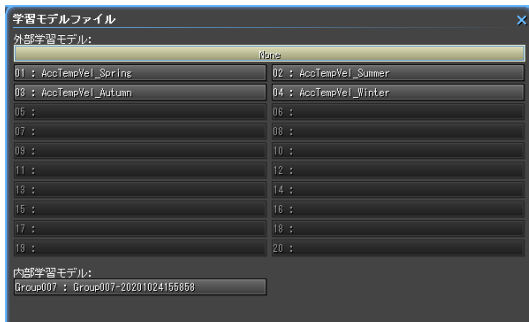 学習モデルファイル
外部学習モデル:
None
01 : AccTempVel_Spring
02 : AccTempVel_Summer
03 : AccTempVel_Autumn
04 : AccTempVel_Winter
05 :
06 :
07 :
08 :
09 :
10 :
11 :
12 :
13 :
14 :
15 :
16 :
17 :
18 :
19 :
20 :
内部学習モデル:
Group007 : Group007-20201024155858